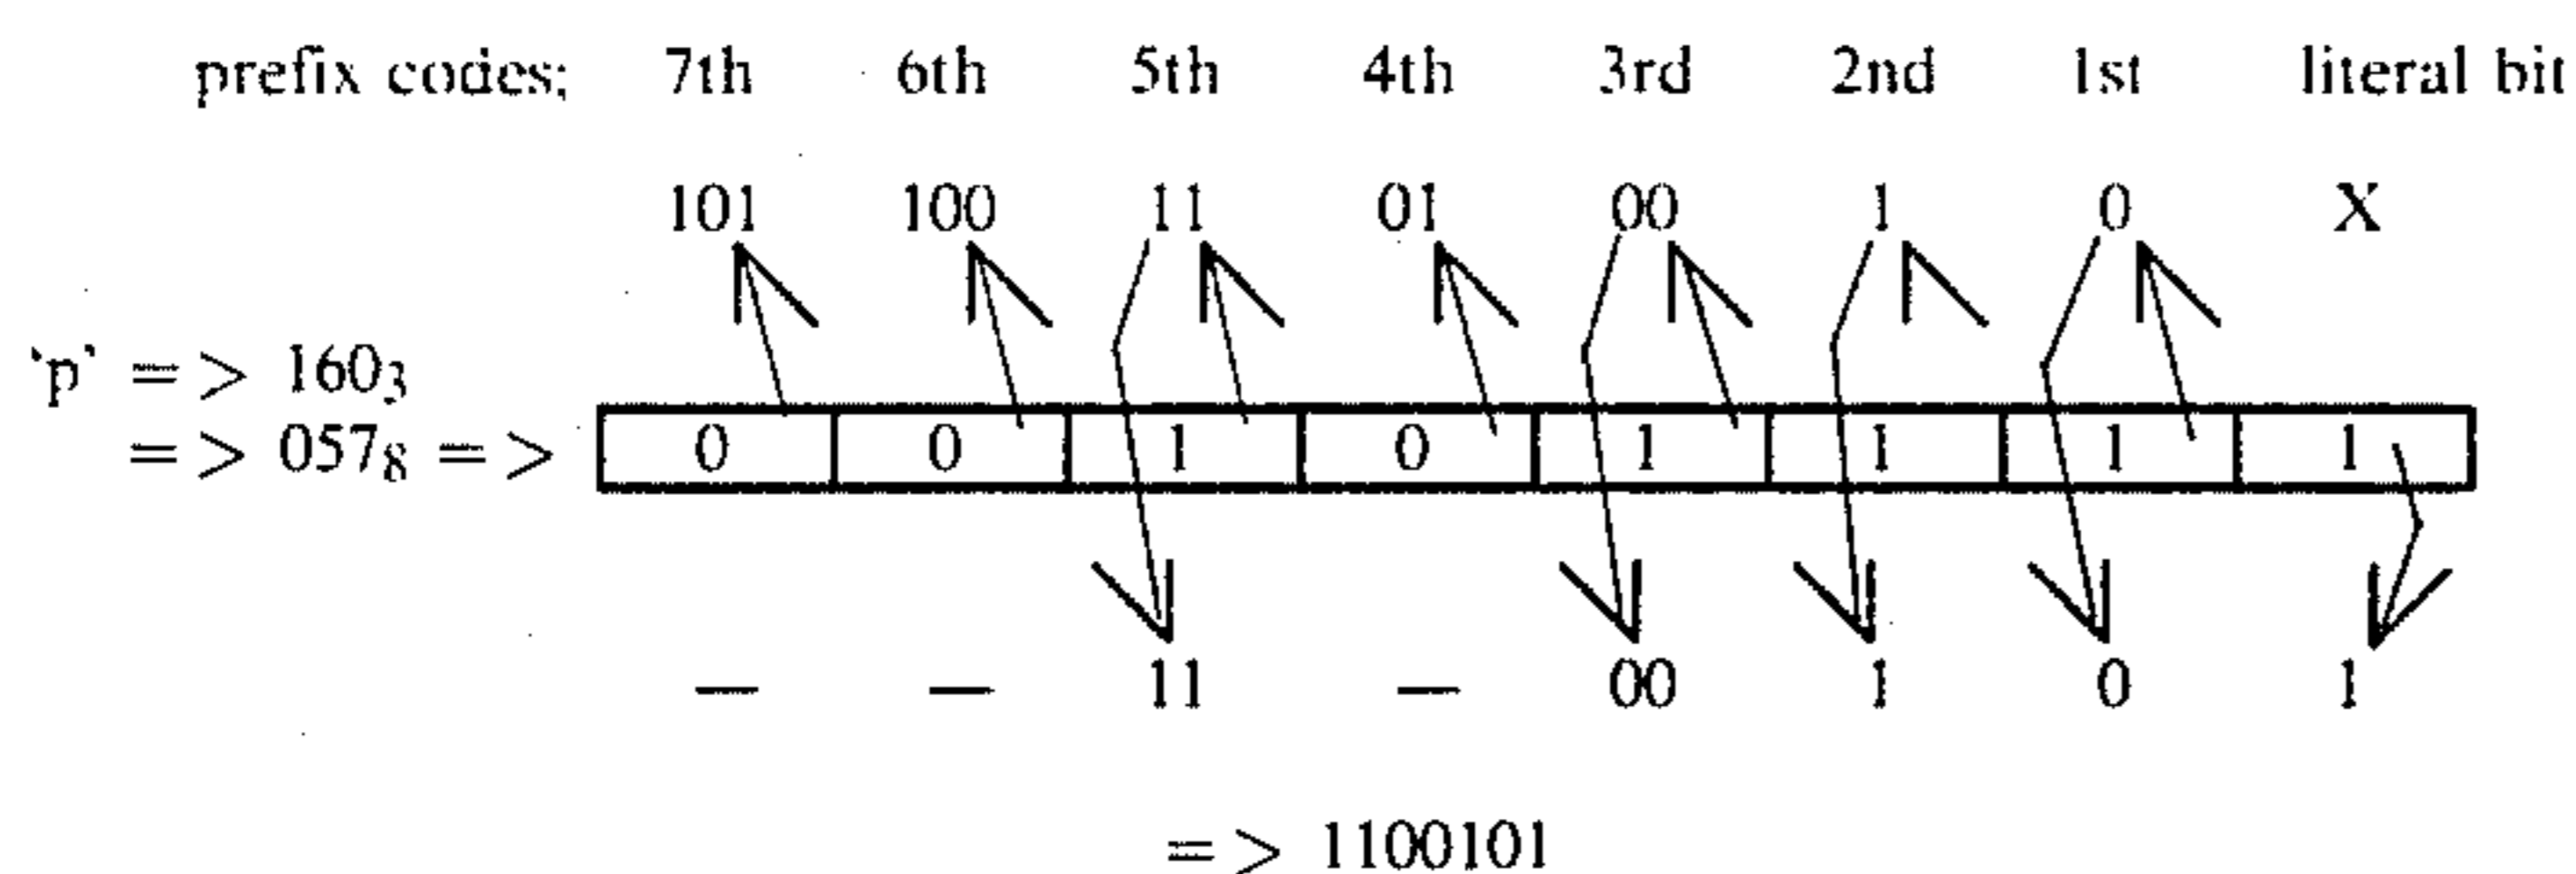 prefix codes; 7th 6th 5th 4th 3rd 2nd 1st literal bit
101 100 11 01 00 1 0 X
‘p’ = > 160₃
= > 057₈ = > 0 0 1 0 1 1 1 1
— — 11 — 00 1 0 1
= > 1100101